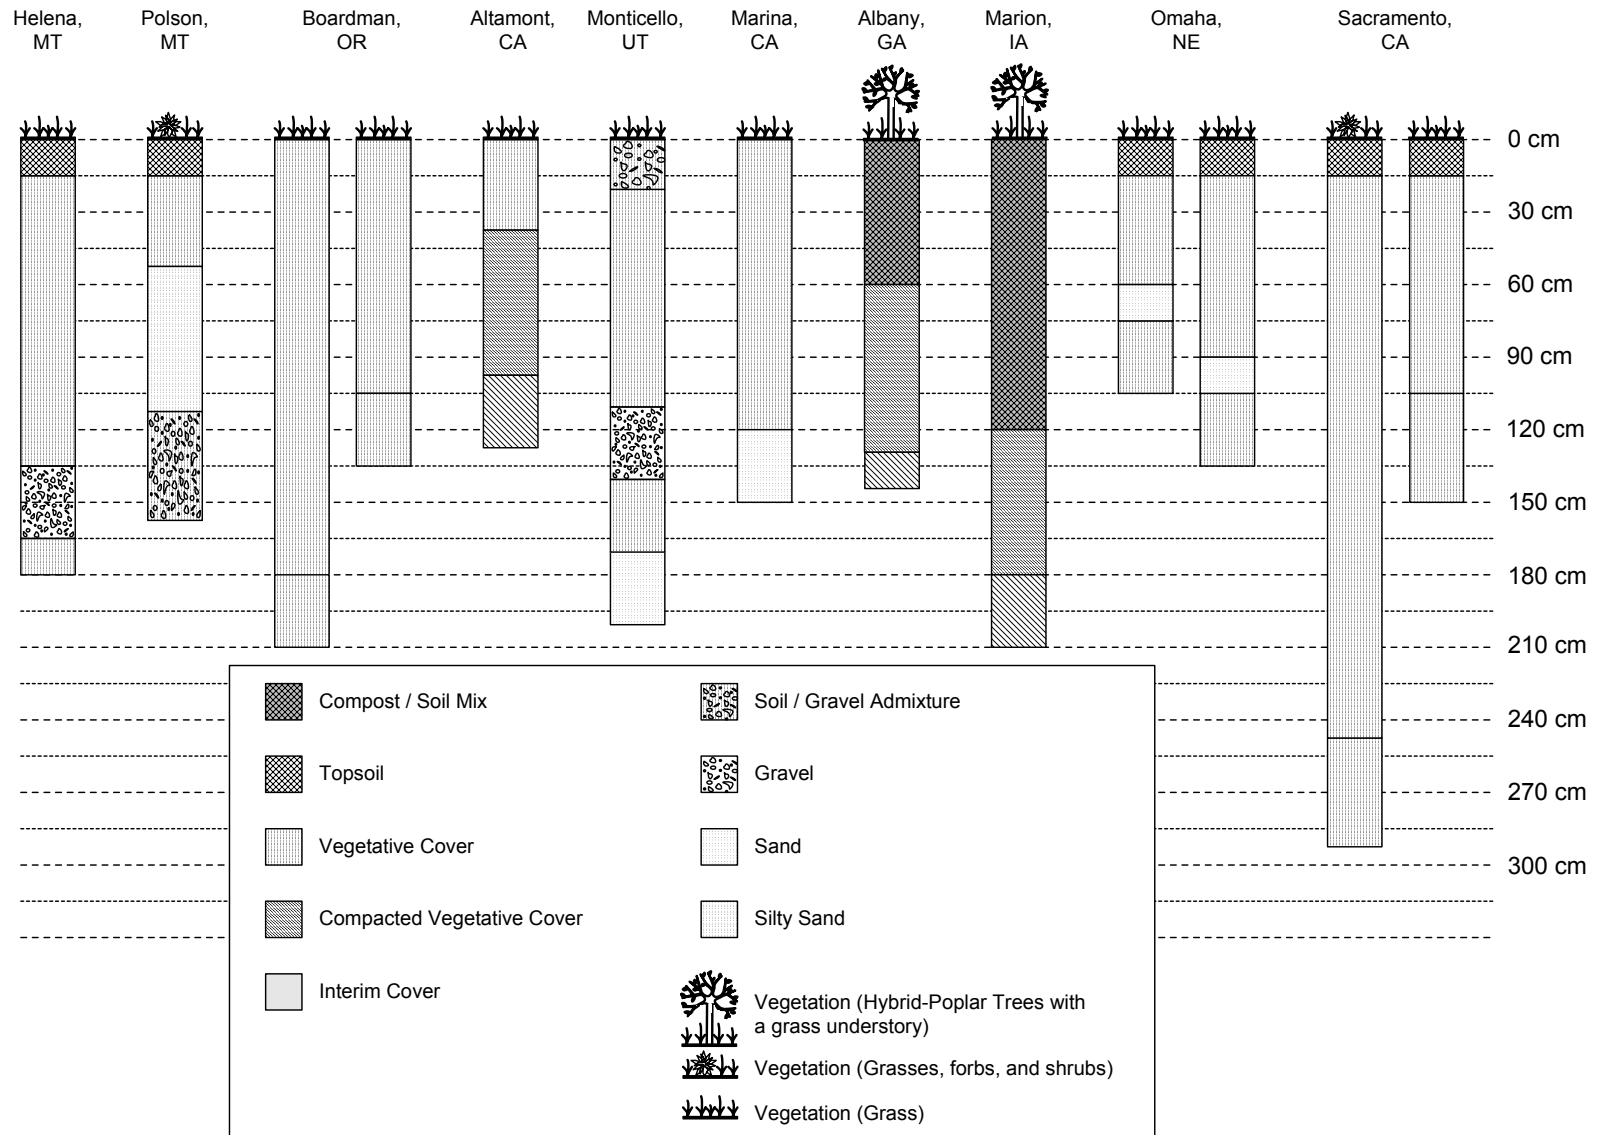 Helena,
MT
Polson,
MT
Boardman,
OR
Altamont,
CA
Monticello,
UT
Marina,
CA
Albany,
GA
Marion,
IA
Omaha,
NE
Sacramento,
CA
0 cm
30 cm
60 cm
90 cm
120 cm
150 cm
180 cm
210 cm
240 cm
270 cm
300 cm
Compost / Soil Mix
Topsoil
Vegetative Cover
Compacted Vegetative Cover
Interim Cover
Soil / Gravel Admixture
Gravel
Sand
Silty Sand
Vegetation (Hybrid-Poplar Trees with
a grass understory)
Vegetation (Grasses, forbs, and shrubs)
Vegetation (Grass)